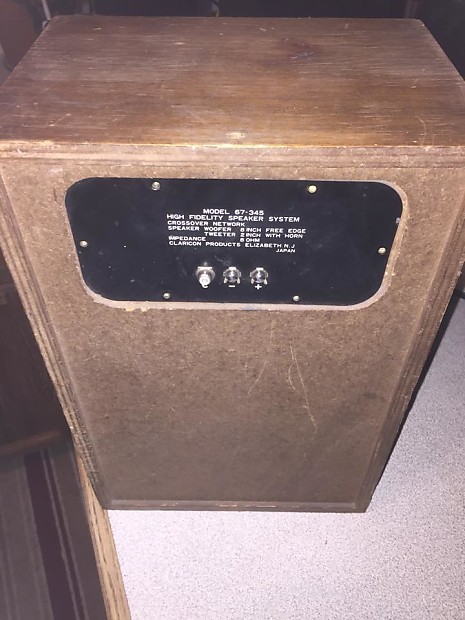 MODEL 67-345
HIGH FIDELITY SPEAKER SYSTEM
CROSSOVER NETWORK
SPEAKER WOOFER 8 INCH FREE EDGE
TWEETER 2 INCH WITH HORN
IMPEDANCE 8 OHM
CLARICON PRODUCTS ELIZABETH N.J
JAPAN
- +